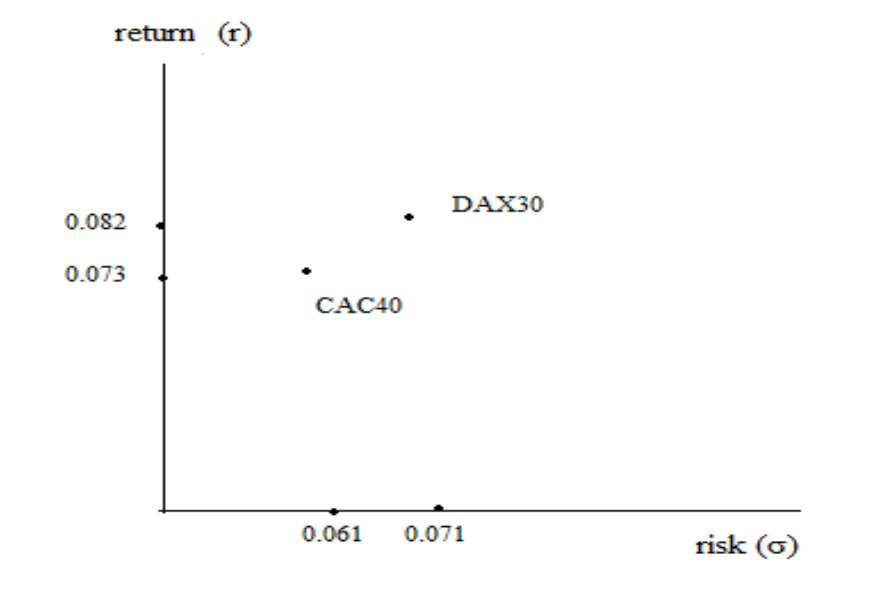 return (r)
DAX30
0.082
0.073
CAC40
0.061 0.071
risk (σ)